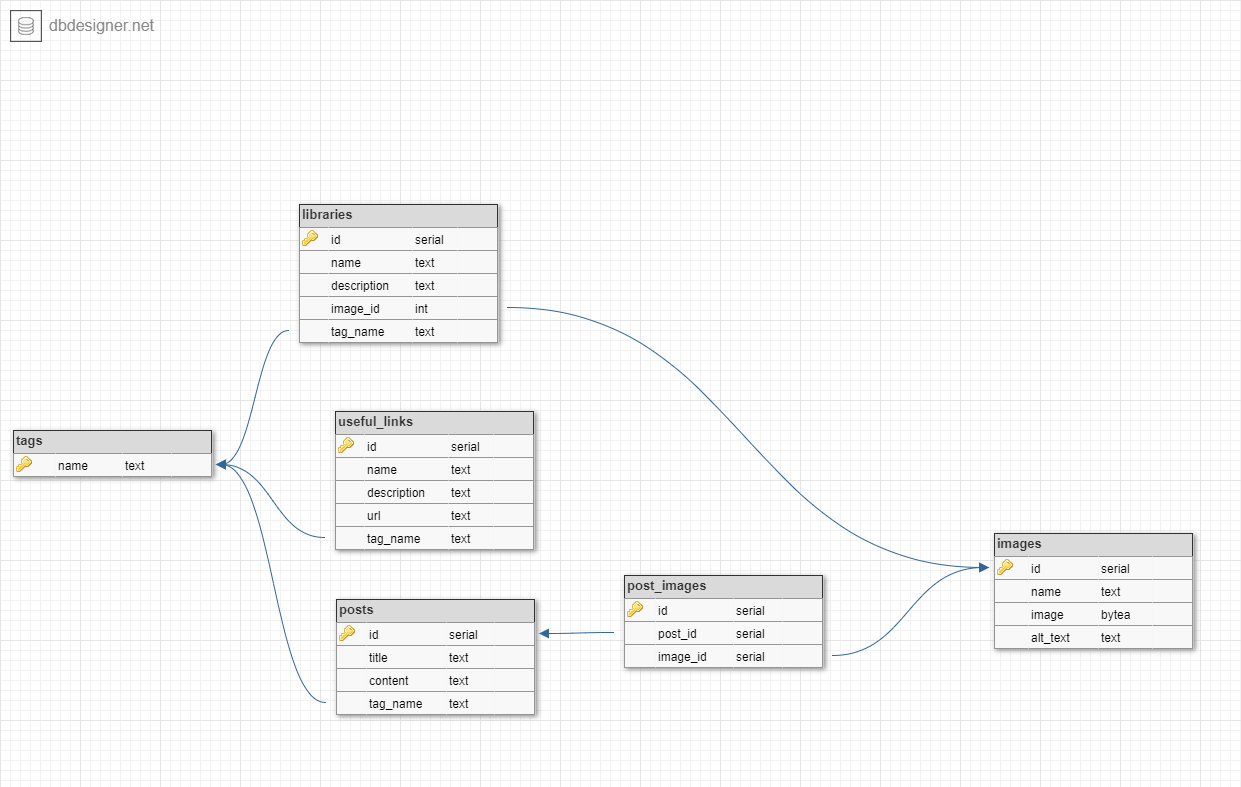 dbdesigner.net
libraries
id serial
name text
description text
image_id int
tag_name text
tags
name text
useful_links
id serial
name text
description text
url text
tag_name text
posts
id serial
title text
content text
tag_name text
post_images
id serial
post_id serial
image_id serial
images
id serial
name text
image bytea
alt_text text